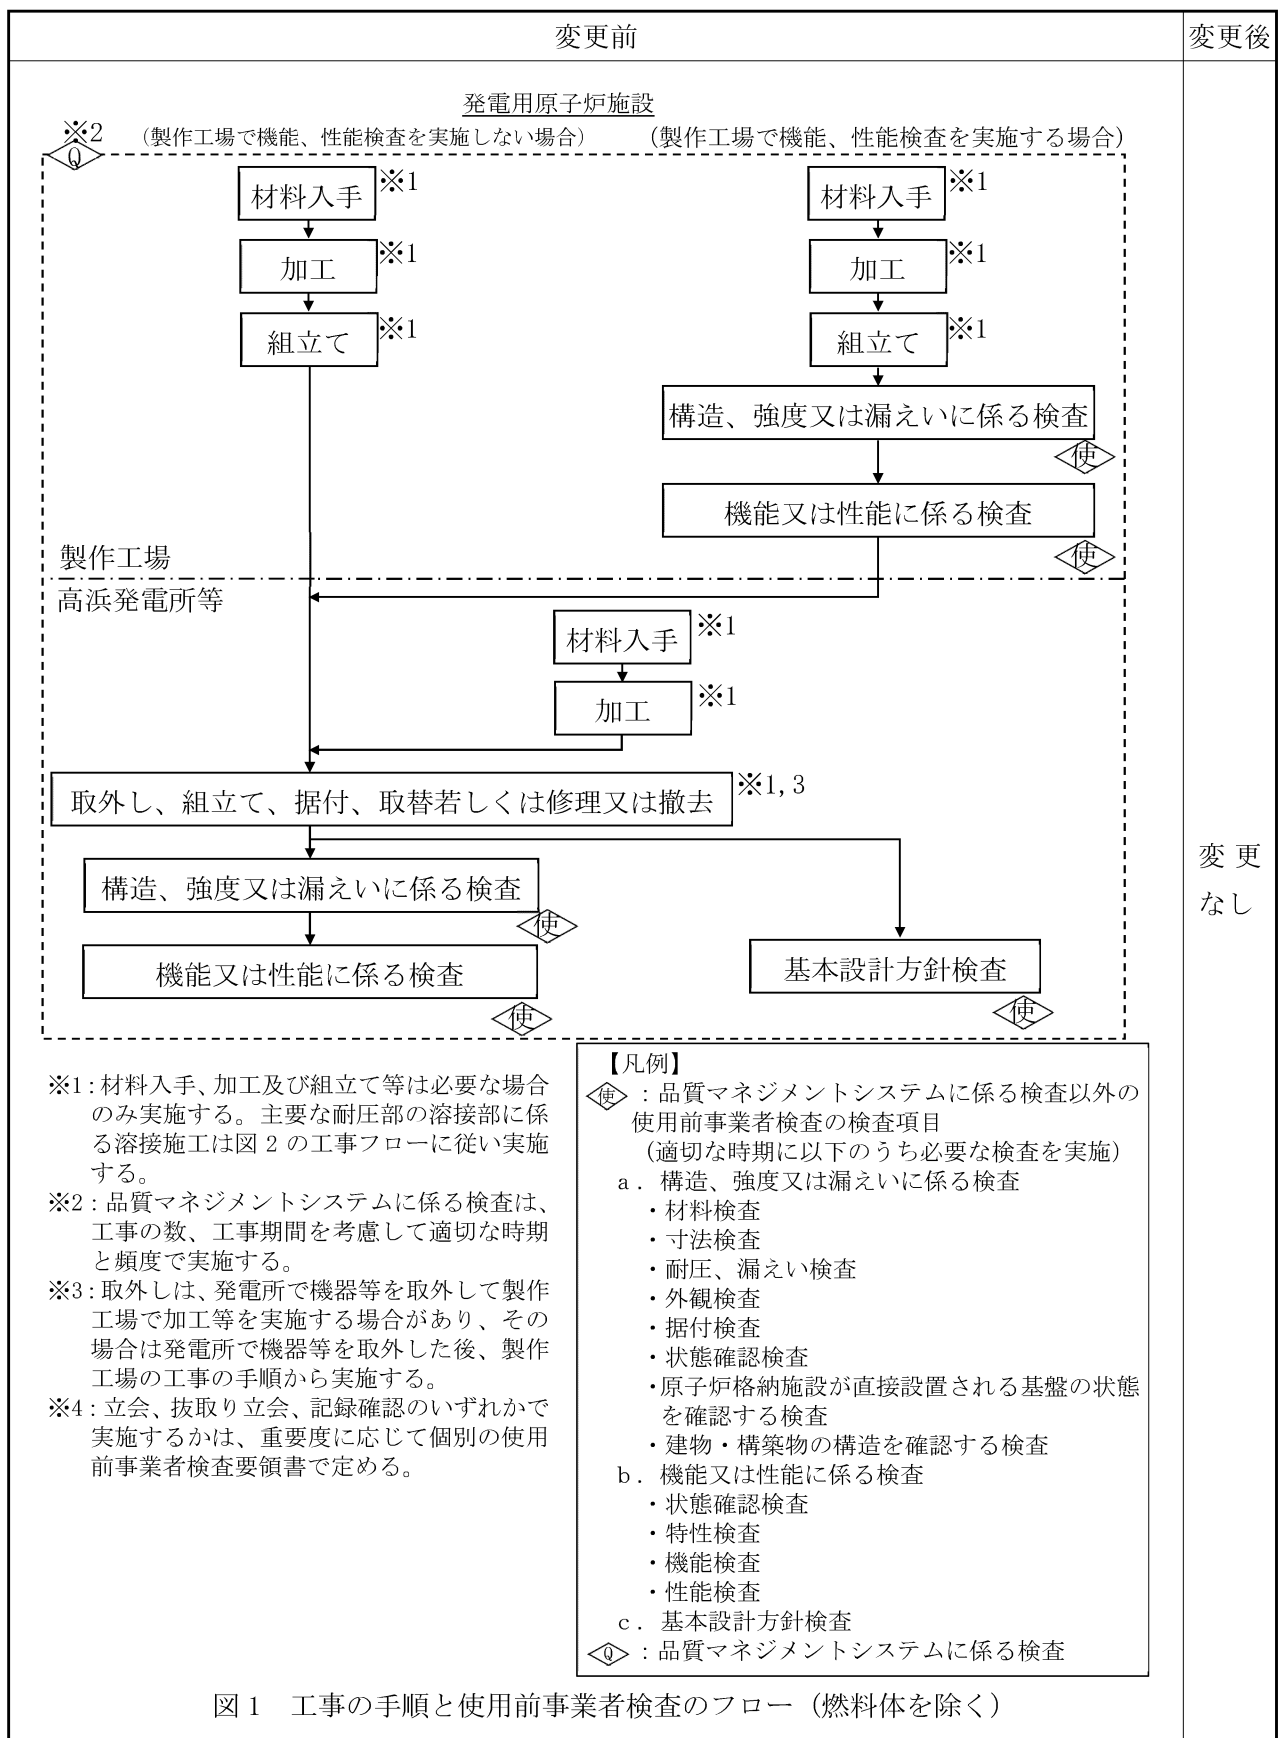 変更前
変更後
発電用原子炉施設
※2
(製作工場で機能、性能検査を実施しない場合)
(製作工場で機能、性能検査を実施する場合)
Q
材料入手
※1
材料入手
※1
加工
※1
加工
※1
組立て
※1
組立て
※1
構造、強度又は漏えいに係る検査
使
機能又は性能に係る検査
使
製作工場
高浜発電所等
材料入手
※1
加工
※1
取外し、組立て、据付、取替若しくは修理又は撤去
※1,3
構造、強度又は漏えいに係る検査
使
機能又は性能に係る検査
使
基本設計方針検査
使
変更
なし
※1:材料入手、加工及び組立て等は必要な場合
のみ実施する。主要な耐圧部の溶接部に係
る溶接施工は図2の工事フローに従い実施
する。
※2:品質マネジメントシステムに係る検査は、
工事の数、工事期間を考慮して適切な時期
と頻度で実施する。
※3:取外しは、発電所で機器等を取外して製作
工場で加工等を実施する場合があり、その
場合は発電所で機器等を取外した後、製作
工場の工事の手順から実施する。
※4:立会、抜取り立会、記録確認のいずれかで
実施するかは、重要度に応じて個別の使用
前事業者検査要領書で定める。
【凡例】
使:品質マネジメントシステムに係る検査以外の
使用前事業者検査の検査項目
(適切な時期に以下のうち必要な検査を実施)
a.構造、強度又は漏えいに係る検査
・材料検査
・寸法検査
・耐圧、漏えい検査
・外観検査
・据付検査
・状態確認検査
・原子炉格納施設が直接設置される基盤の状態
を確認する検査
・建物・構築物の構造を確認する検査
b.機能又は性能に係る検査
・状態確認検査
・特性検査
・機能検査
・性能検査
c.基本設計方針検査
Q:品質マネジメントシステムに係る検査
図1 工事の手順と使用前事業者検査のフロー(燃料体を除く)